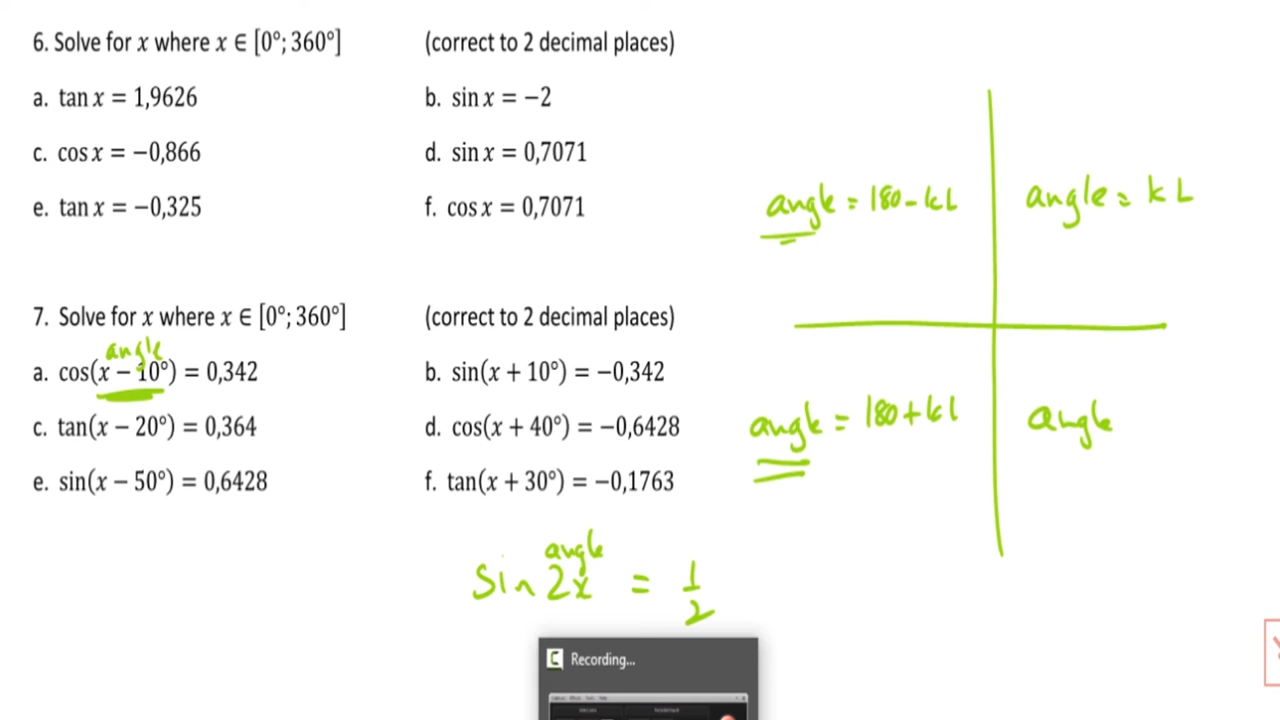 6. Solve for x where x ∈ [0°; 360°] (correct to 2 decimal places)
a. tan x = 1,9626 b. sin x = −2
c. cos x = −0,866 d. sin x = 0,7071
e. tan x = −0,325 f. cos x = 0,7071
angle = 180 - kL angle = kL
7. Solve for x where x ∈ [0°; 360°] (correct to 2 decimal places)
angle
a. cos(x − 10°) = 0,342 b. sin(x + 10°) = −0,342
c. tan(x − 20°) = 0,364 d. cos(x + 40°) = −0,6428
e. sin(x − 50°) = 0,6428 f. tan(x + 30°) = −0,1763
angle = 180 + kL angle
angle
sin 2x = 1/2
Recording...